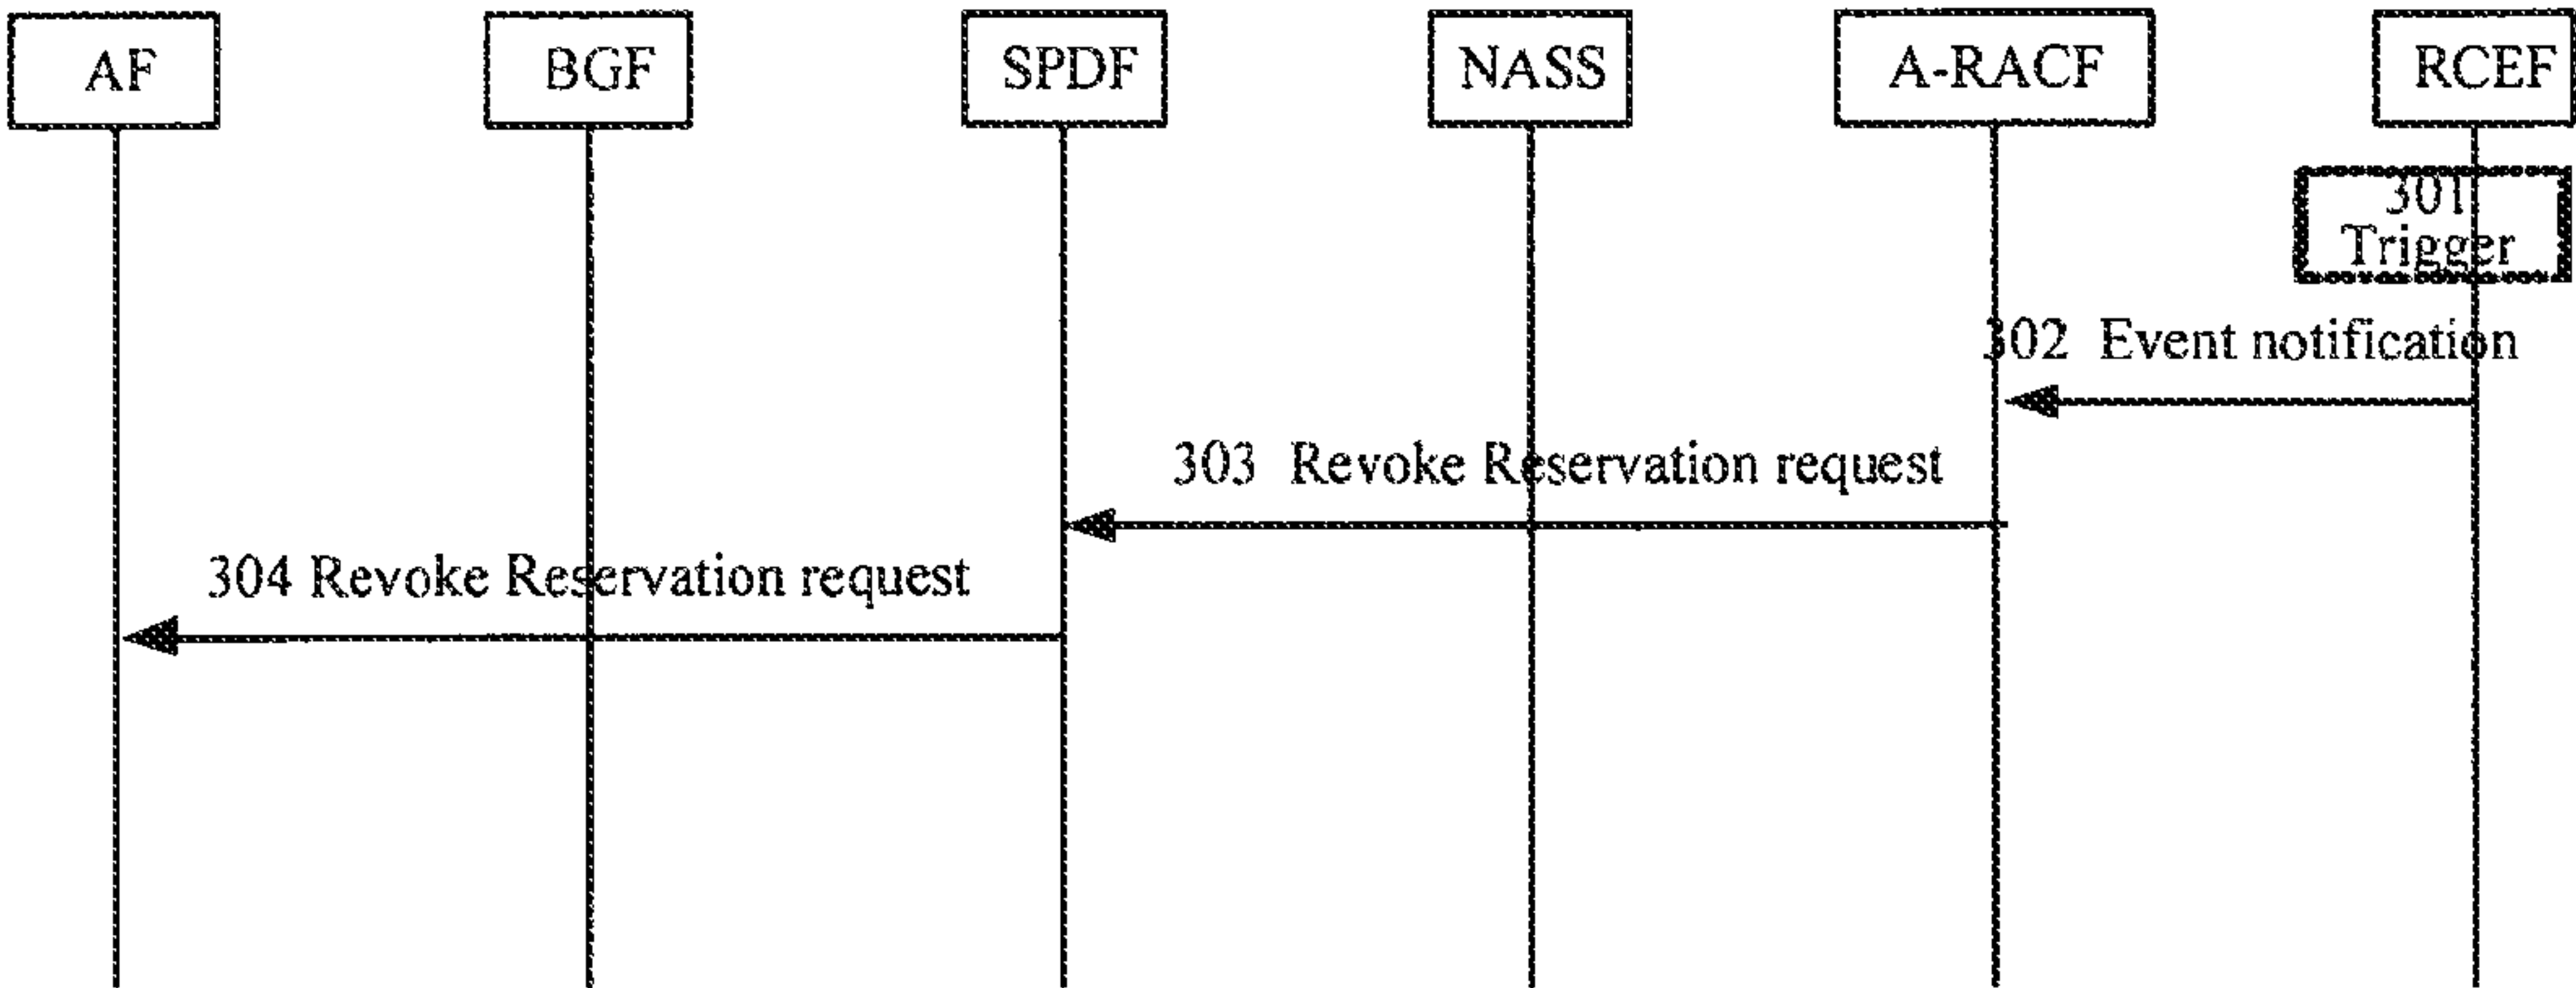 AF
BGF
SPDF
NASS
A-RACF
RCEF
301
Trigger
302 Event notification
303 Revoke Reservation request
304 Revoke Reservation request